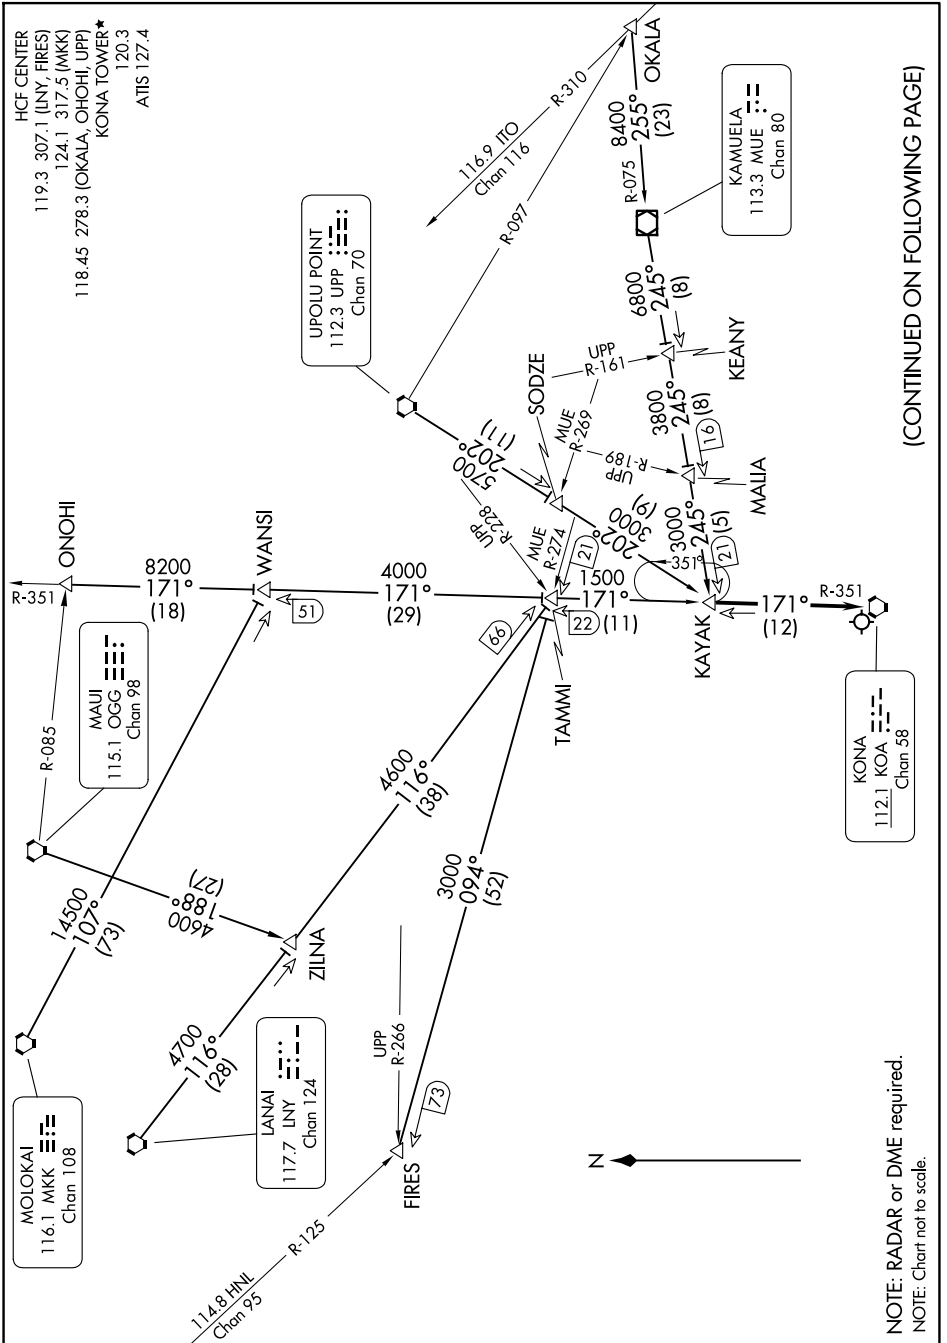 HCF CENTER
119.3 307.1 (LNY, FIRES)
124.1 317.5 (MKK)
118.45 278.3 (OKALA, OHOHI, UPP)
KONA TOWER★
120.3
ATIS 127.4
MOLOKAI
116.1 MKK
Chan 108
MAUI
115.1 OGG
Chan 98
R-085
R-351
ONOHI
8200
171°
(18)
WANSI
51
14500
107°
(73)
4600
188°
(27)
4700
116°
(28)
ZILNA
LANAI
117.7 LNY
Chan 124
4600
116°
(38)
66
4000
171°
(29)
UPOLU POINT
112.3 UPP
Chan 70
116.9 ITO
Chan 116
R-310
R-097
OKALA
8400
255°
(23)
R-075
KAMUELA
113.3 MUE
Chan 80
6800
245°
(8)
KEANY
UPP
R-161
SODZE
MUE
R-269
5700
202°
(11)
UPP
R-228
MUE
R-274
21
UPP
R-189
3800
245°
(8)
16
MALIA
3000
202°
(9)
3000
245°
(5)
21
351°
1500
171°
(11)
22
TAMMI
KAYAK
171°
(12)
R-351
KONA
112.1 KOA
Chan 58
3000
094°
(52)
UPP
R-266
73
FIRES
114.8 HNL
Chan 95
R-125
N
NOTE: RADAR or DME required.
NOTE: Chart not to scale.
(CONTINUED ON FOLLOWING PAGE)